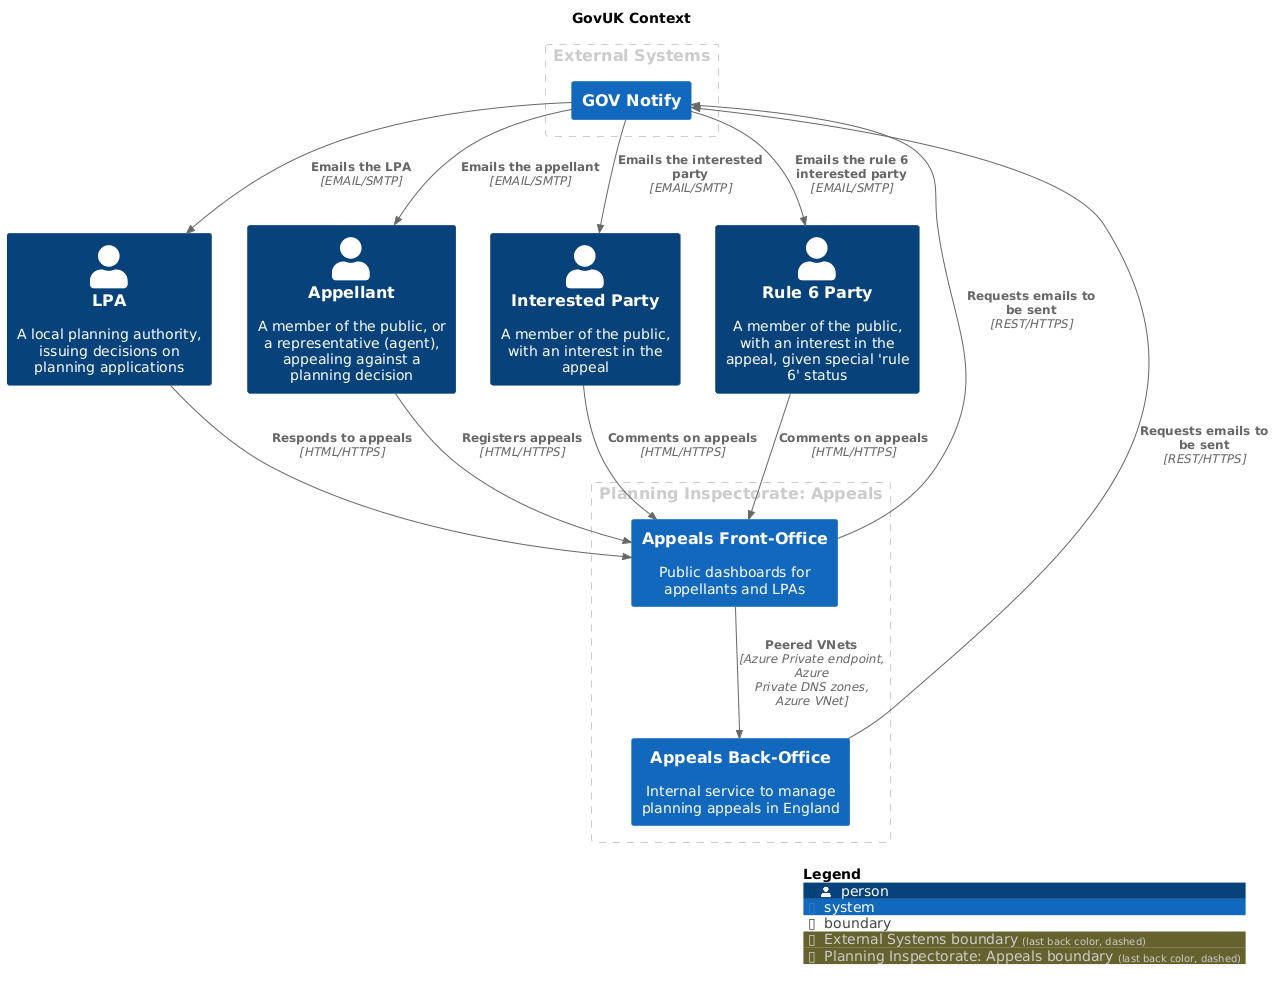 GovUK Context
External Systems
GOV Notify
Emails the LPA
[EMAIL/SMTP]
Emails the appellant
[EMAIL/SMTP]
Emails the interested
party
[EMAIL/SMTP]
Emails the rule 6
interested party
[EMAIL/SMTP]
LPA
A local planning authority,
issuing decisions on
planning applications
Appellant
A member of the public, or
a representative (agent),
appealing against a
planning decision
Interested Party
A member of the public,
with an interest in the
appeal
Rule 6 Party
A member of the public,
with an interest in the
appeal, given special 'rule
6' status
Requests emails to
be sent
[REST/HTTPS]
Requests emails to
be sent
[REST/HTTPS]
Responds to appeals
[HTML/HTTPS]
Registers appeals
[HTML/HTTPS]
Comments on appeals
[HTML/HTTPS]
Comments on appeals
[HTML/HTTPS]
Planning Inspectorate: Appeals
Appeals Front-Office
Public dashboards for
appellants and LPAs
Peered VNets
[Azure Private endpoint,
Azure
Private DNS zones,
Azure VNet]
Appeals Back-Office
Internal service to manage
planning appeals in England
Legend
person
system
boundary
External Systems boundary (last back color, dashed)
Planning Inspectorate: Appeals boundary (last back color, dashed)